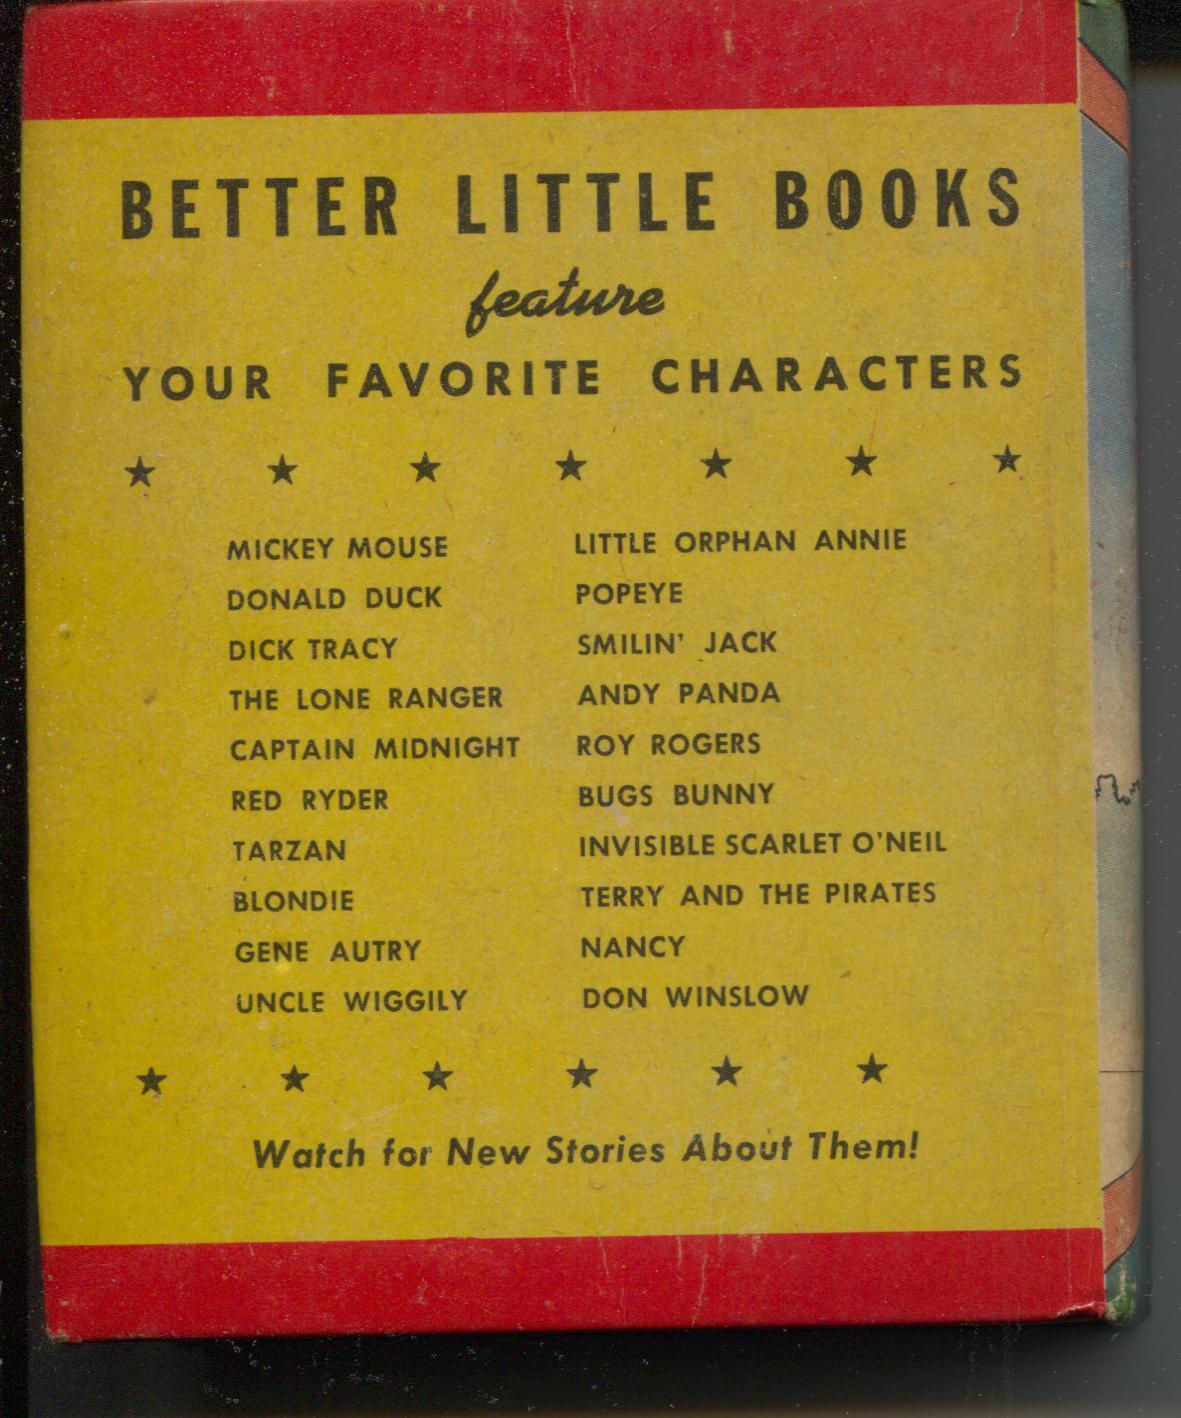 BETTER LITTLE BOOKS
feature
YOUR FAVORITE CHARACTERS
MICKEY MOUSE
DONALD DUCK
DICK TRACY
THE LONE RANGER
CAPTAIN MIDNIGHT
RED RYDER
TARZAN
BLONDIE
GENE AUTRY
UNCLE WIGGILY
LITTLE ORPHAN ANNIE
POPEYE
SMILIN' JACK
ANDY PANDA
ROY ROGERS
BUGS BUNNY
INVISIBLE SCARLET O'NEIL
TERRY AND THE PIRATES
NANCY
DON WINSLOW
Watch for New Stories About Them!